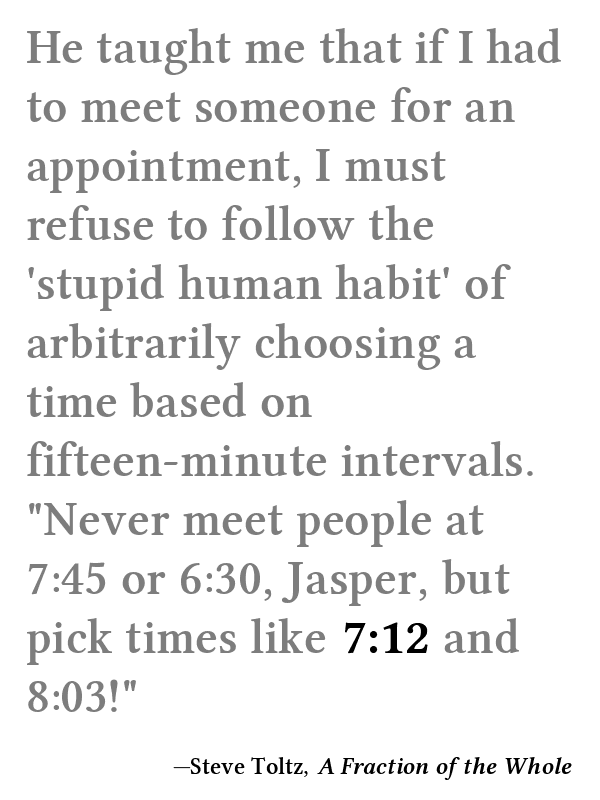 He taught me that if I had
to meet someone for an
appointment, I must
refuse to follow the
'stupid human habit' of
arbitrarily choosing a
time based on
fifteen-minute intervals.
"Never meet people at
7:45 or 6:30, Jasper, but
pick times like 7:12 and
8:03!"
—Steve Toltz, A Fraction of the Whole